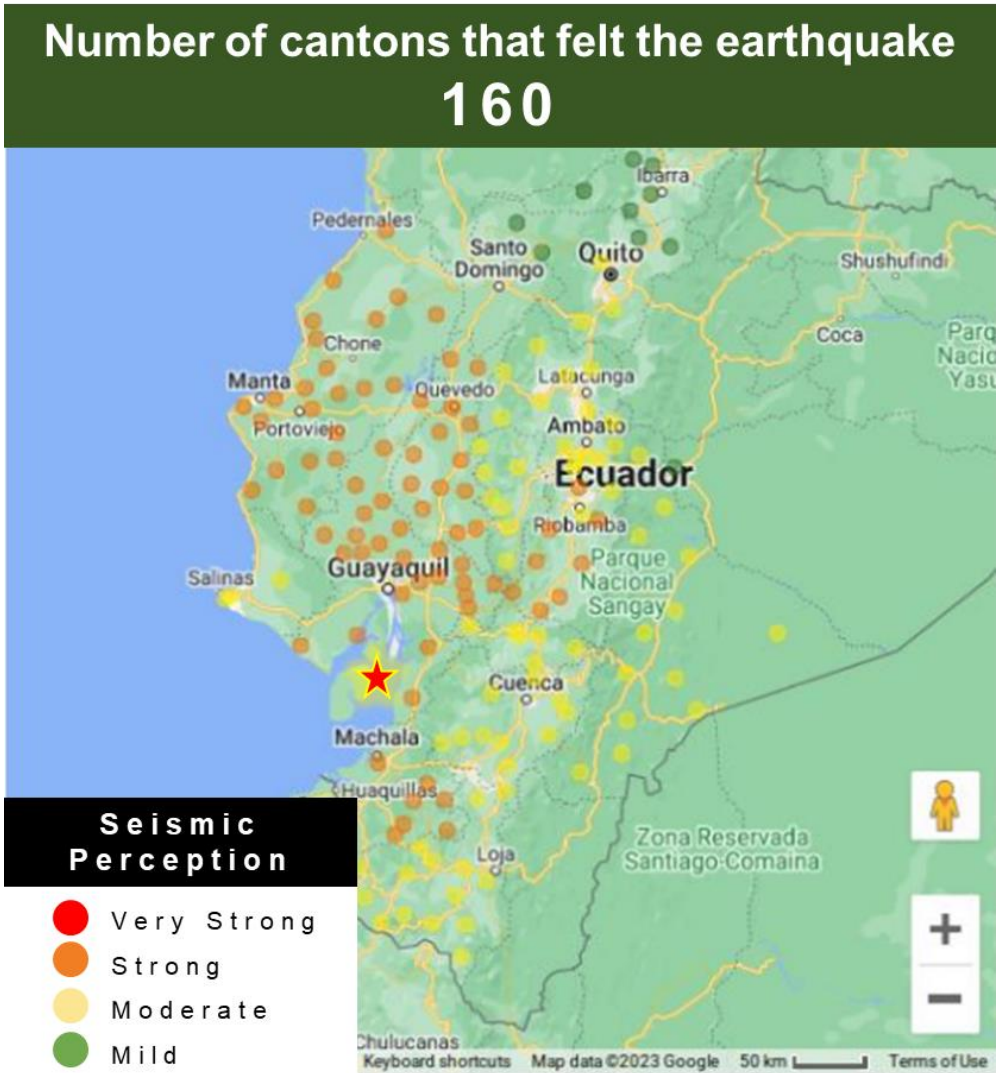 Number of cantons that felt the earthquake
160
Ibarra
Pedernales
Santo
Domingo
Quito
Shushufindi
Coca
Parq
Nacio
Yasu
Chone
Manta
Quevedo
Latacunga
Portoviejo
Ambato
Ecuador
Riobamba
Parque
Nacional
Sangay
Salinas
Guayaquil
Cuenca
Machala
Huaquillas
Seismic
Perception
Zona Reservada
Santiago-Comaina
Loja
Very Strong
Strong
Moderate
Mild
Chulucanas
Keyboard shortcuts Map data ©2023 Google 50 km Terms of Use